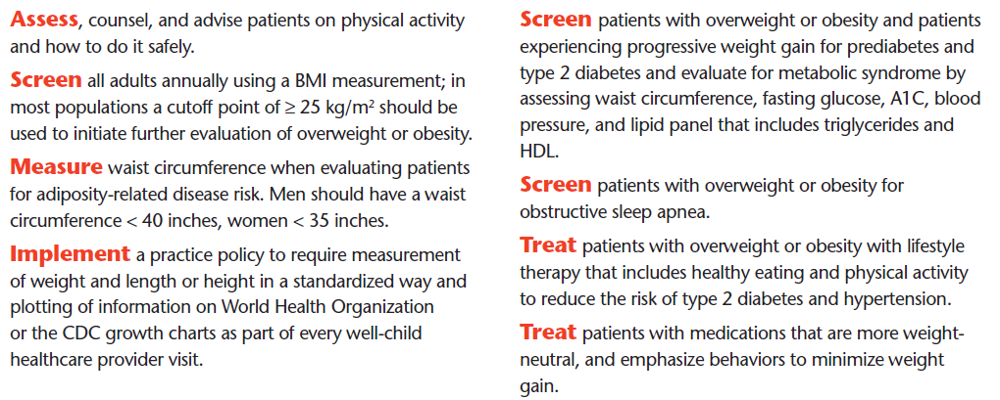 Assess, counsel, and advise patients on physical activity
and how to do it safely.
Screen all adults annually using a BMI measurement; in
most populations a cutoff point of ≥ 25 kg/m² should be
used to initiate further evaluation of overweight or obesity.
Measure waist circumference when evaluating patients
for adiposity-related disease risk. Men should have a waist
circumference < 40 inches, women < 35 inches.
Implement a practice policy to require measurement
of weight and length or height in a standardized way and
plotting of information on World Health Organization
or the CDC growth charts as part of every well-child
healthcare provider visit.
Screen patients with overweight or obesity and patients
experiencing progressive weight gain for prediabetes and
type 2 diabetes and evaluate for metabolic syndrome by
assessing waist circumference, fasting glucose, A1C, blood
pressure, and lipid panel that includes triglycerides and
HDL.
Screen patients with overweight or obesity for
obstructive sleep apnea.
Treat patients with overweight or obesity with lifestyle
therapy that includes healthy eating and physical activity
to reduce the risk of type 2 diabetes and hypertension.
Treat patients with medications that are more weight-
neutral, and emphasize behaviors to minimize weight
gain.